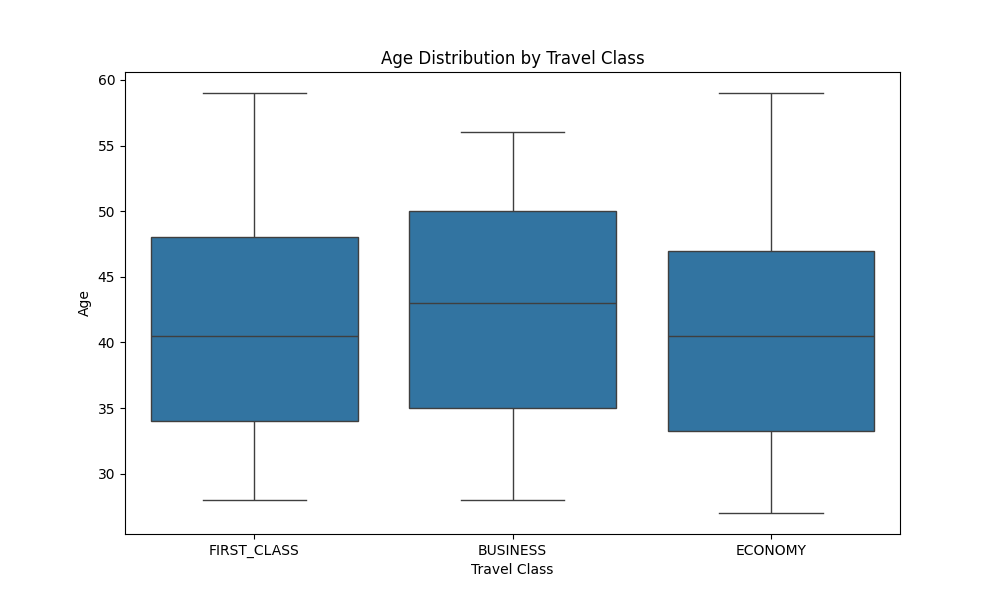 Age Distribution by Travel Class
60
55
50
45
40
35
30
Age
FIRST_CLASS
BUSINESS
ECONOMY
Travel Class